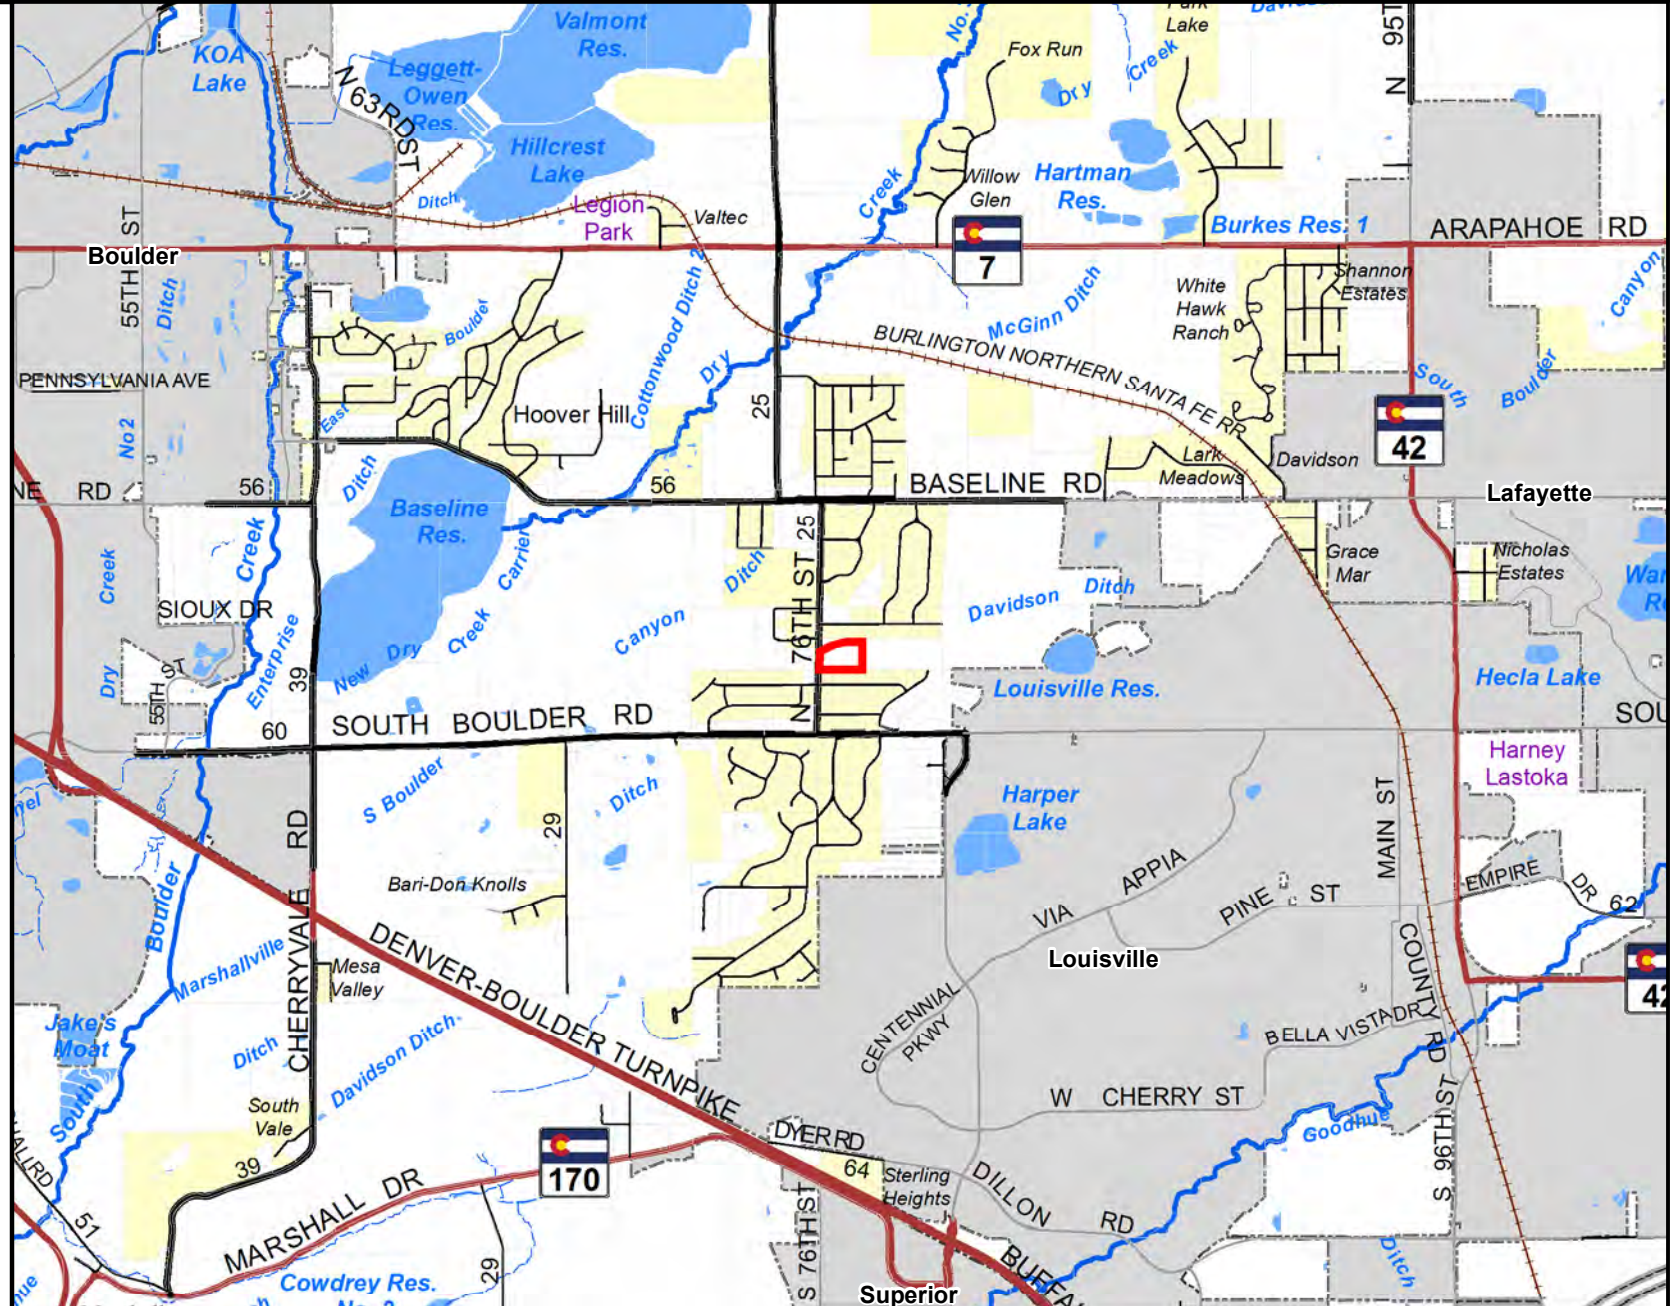 KOA
Lake
N 63RD ST
Leggett-
Owen
Res.
Valmont
Res.
Hillcrest
Lake
Ditch
Legion
Park
Valtec
No.
Fox Run
Park
Lake
Dry
Creek
N 95T
Creek
Willow
Glen
Hartman
Res.
Burkes Res. 1
ARAPAHOE RD
7
Boulder
55TH ST
Ditch
Boulder
Cottonwood Ditch 2
McGinn Ditch
White
Hawk
Ranch
Shannon
Estates
Canyon
BURLINGTON NORTHERN SANTA FE RR
PENNSYLVANIA AVE
No 2
East
Hoover Hill
Dry
25
South
Boulder
42
Lark
Meadows
Davidson
NE RD
56
Ditch
56
BASELINE RD
Lafayette
Baseline
Res.
Creek
Creek
Carrier
Ditch
N 76TH ST 25
Davidson
Ditch
Grace
Mar
Nicholas
Estates
SIOUX DR
Enterprise
Dry
55TH ST
New
Dry
Creek
Canyon
39
Louisville Res.
Hecla Lake
60
SOUTH BOULDER RD
SOU
Harney
Lastoka
S Boulder
Ditch
29
Harper
Lake
MAIN ST
Bari-Don Knolls
CHERRYVALE RD
Boulder
VIA APPIA
PINE ST
EMPIRE DR 62
Marshallville
Ditch
Mesa
Valley
DENVER-BOULDER TURNPIKE
Louisville
COUNTY RD
42
Jake's
Moat
South
Davidson Ditch
CENTENNIAL
PKWY
BELLA VISTA DR
South
Vale
W CHERRY ST
Goodhue
S 96TH ST
DYER RD
64
Sterling
Heights
DILLON RD
39
MARSHALL DR
170
51
29
S 76TH ST
Ditch
Cowdrey Res.
Superior